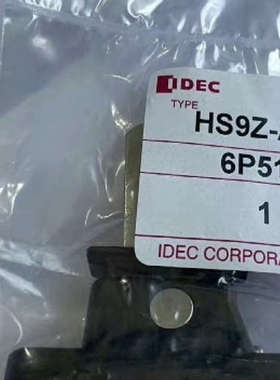 IDEC
TYPE
HS9Z-A
6P51
1
IDEC CORPORA